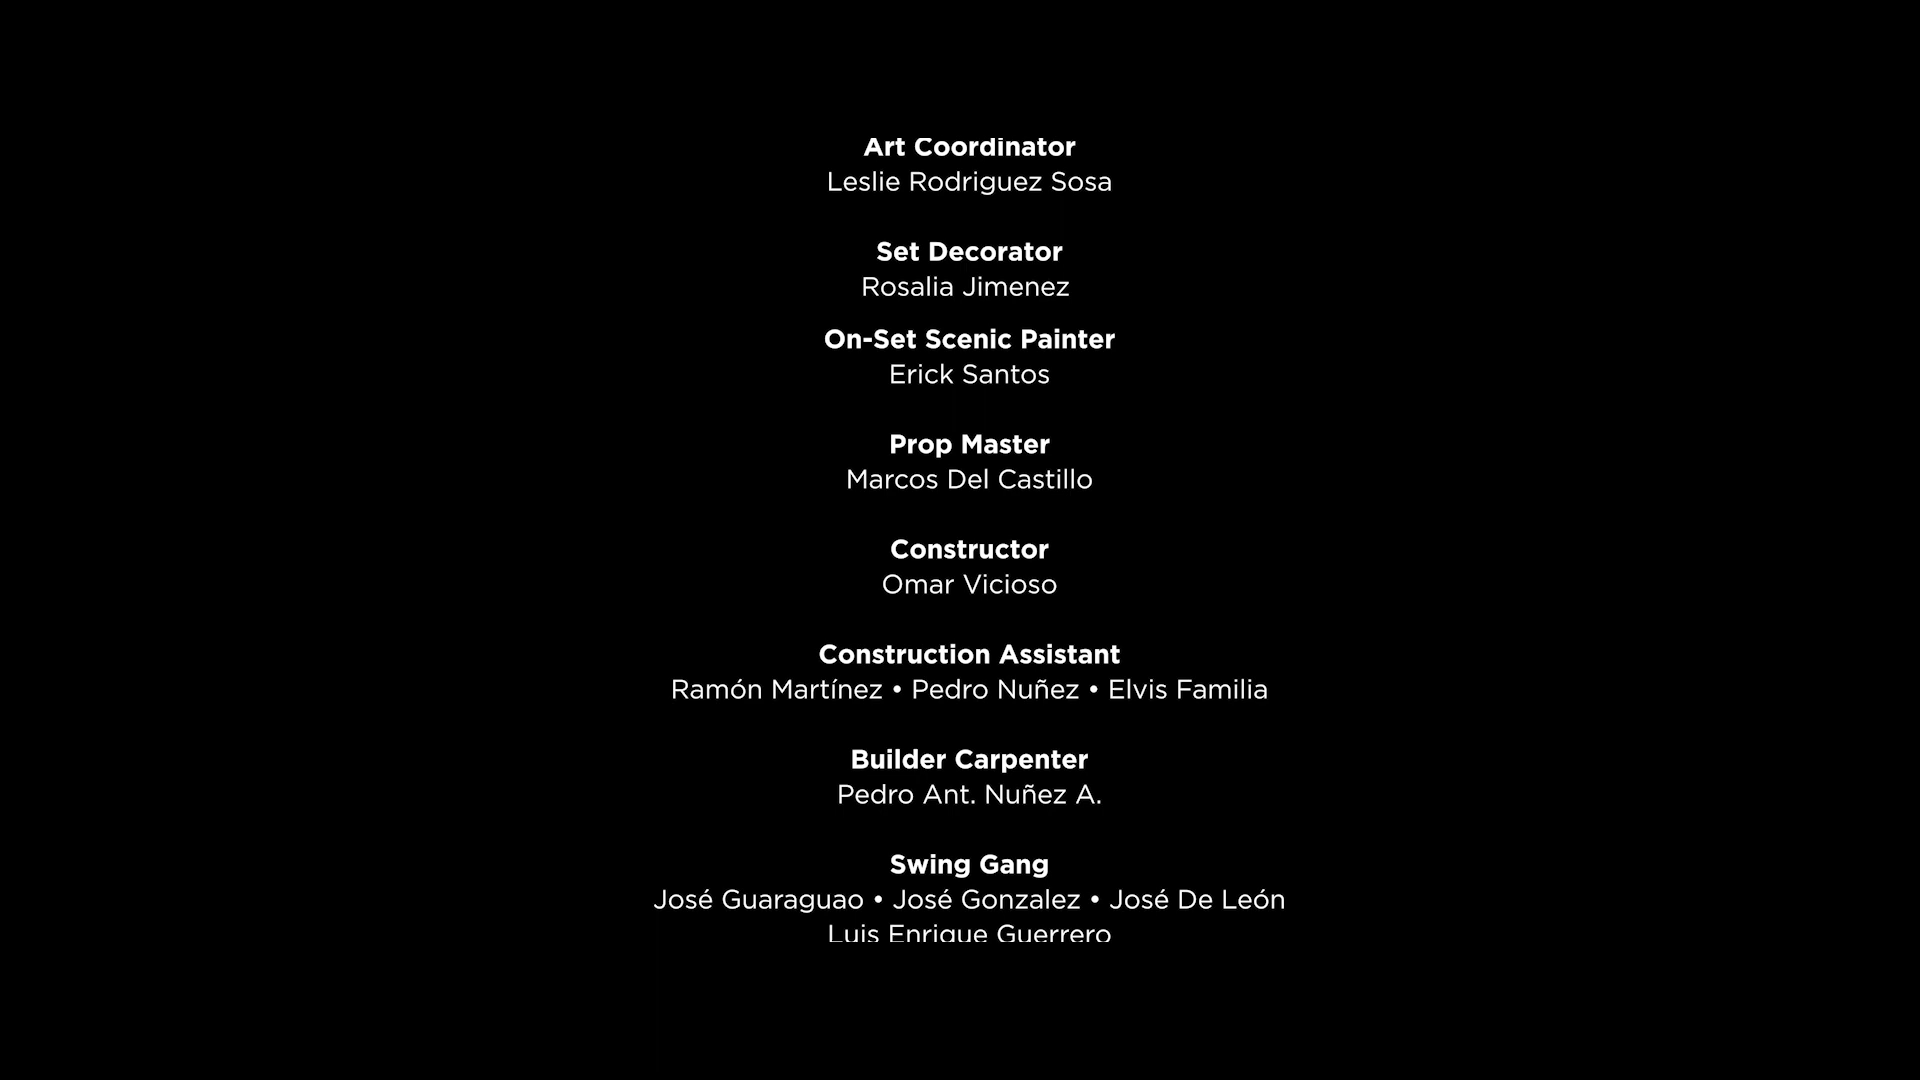 Art Coordinator
Leslie Rodriguez Sosa
Set Decorator
Rosalia Jimenez
On-Set Scenic Painter
Erick Santos
Prop Master
Marcos Del Castillo
Constructor
Omar Vicioso
Construction Assistant
Ramón Martínez • Pedro Nuñez • Elvis Familia
Builder Carpenter
Pedro Ant. Nuñez A.
Swing Gang
José Guaraguao • José Gonzalez • José De León
Luis Enrique Guerrero